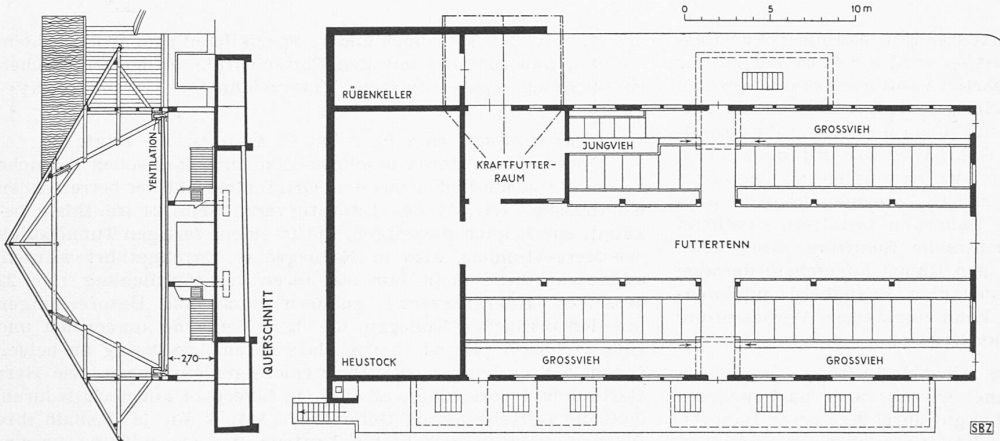 0 5 10 m
RÜBENKELLER
VENTILATION
JUNGVIEH
GROSSVIEH
KRAFTFUTTER-
RAUM
FUTTERTENN
QUERSCHNITT
270
HEUSTOCK
GROSSVIEH
GROSSVIEH
SBZ